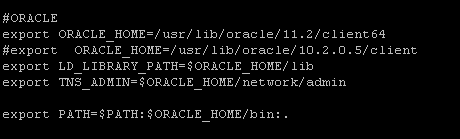 #ORACLE
export ORACLE_HOME=/usr/lib/oracle/11.2/client64
#export  ORACLE_HOME=/usr/lib/oracle/10.2.0.5/client
export LD_LIBRARY_PATH=$ORACLE_HOME/lib
export TNS_ADMIN=$ORACLE_HOME/network/admin
export PATH=$PATH:$ORACLE_HOME/bin:.